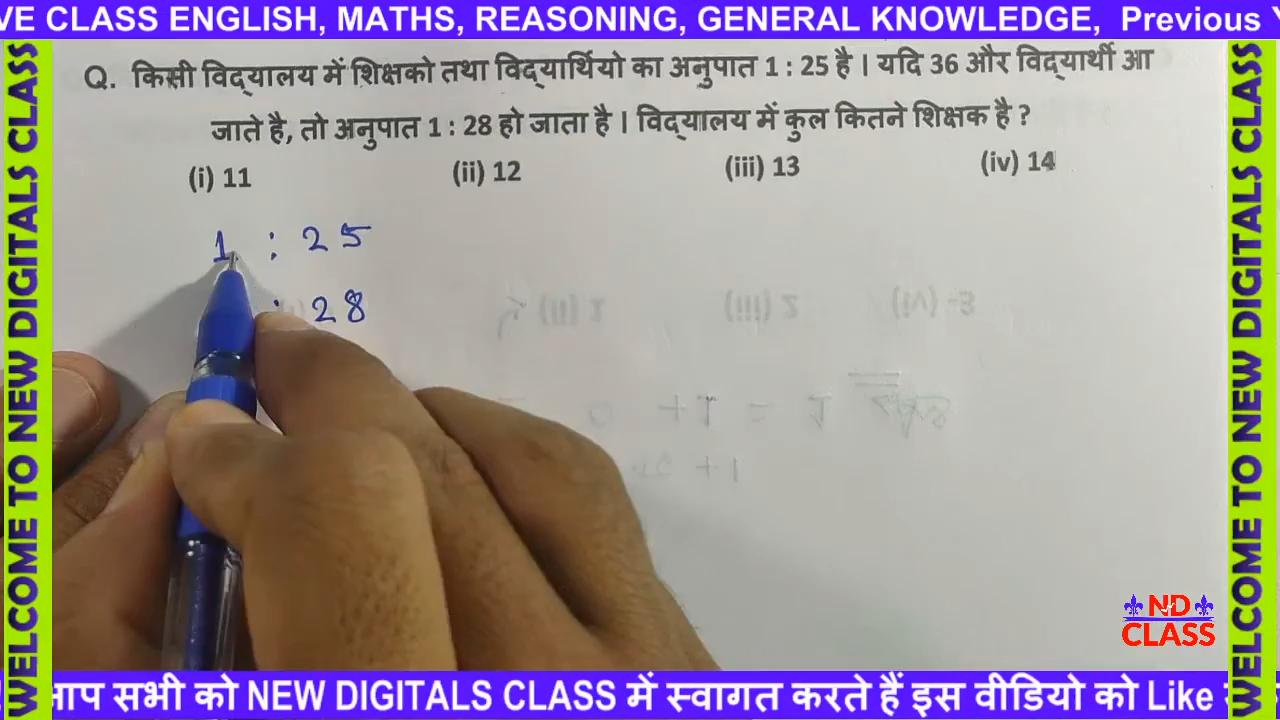 VE CLASS ENGLISH, MATHS, REASONING, GENERAL KNOWLEDGE, Previous Y
WELCOME TO NEW DIGITALS CLASS
Q. किसी विद्यालय में शिक्षको तथा विद्यार्थियो का अनुपात 1 : 25 है । यदि 36 और विद्यार्थी आ
जाते है, तो अनुपात 1 : 28 हो जाता है । विद्यालय में कुल कितने शिक्षक है ?
(i) 11 (ii) 12 (iii) 13 (iv) 14
1 : 25
: 28
WELCOME TO NEW DIGITALS CLASS
ND
CLASS
आप सभी को NEW DIGITALS CLASS में स्वागत करते हैं इस वीडियो को Like